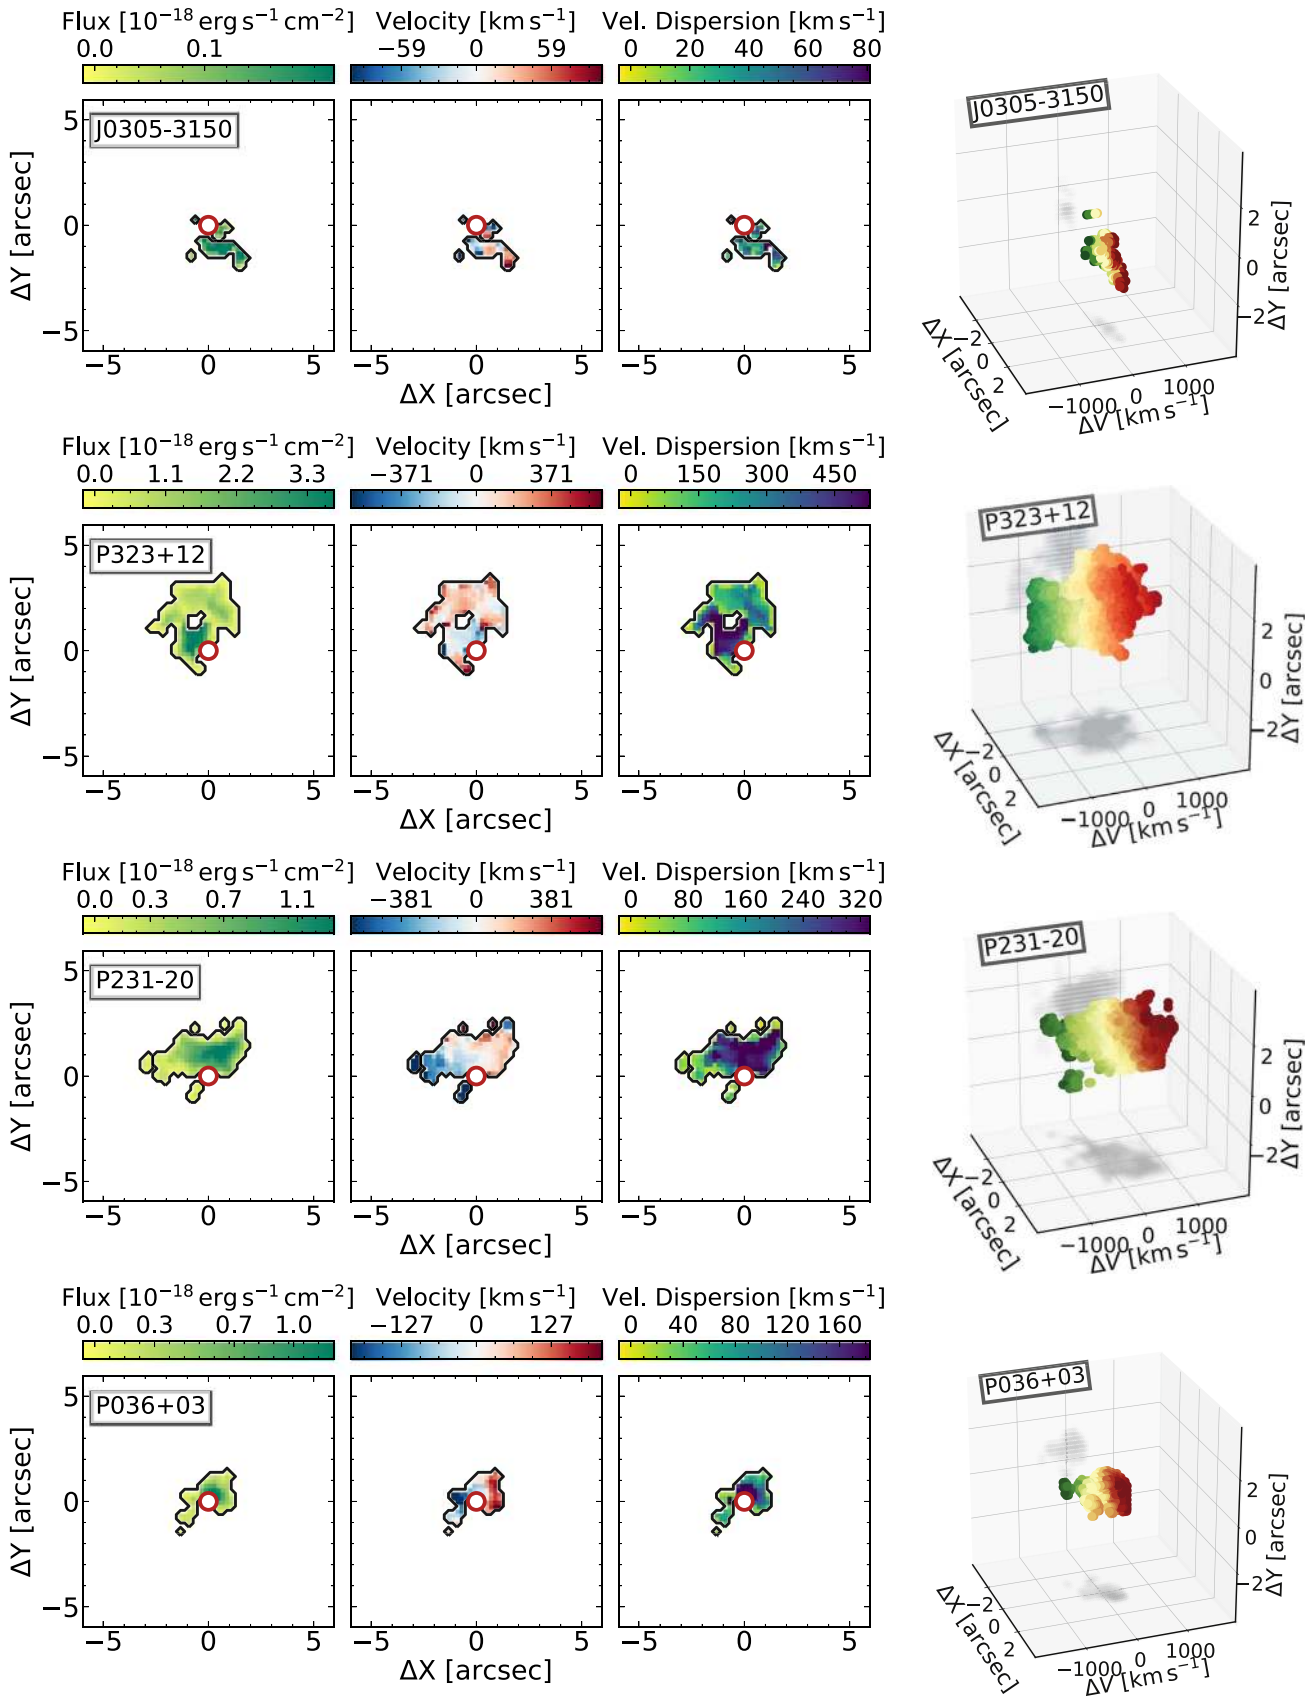 Flux [10⁻¹⁸ erg s⁻¹ cm⁻²] Velocity [km s⁻¹] Vel. Dispersion [km s⁻¹]
0.0 0.1 −59 0 59 0 20 40 60 80
J0305-3150 J0305-3150
5
0
−5
ΔY [arcsec]
2
0
−2
ΔY [arcsec]
−5 0 5 −5 0 5 −5 0 5
ΔX [arcsec]
ΔX [arcsec]
−2 0 2
−1000 0 1000
ΔV [km s⁻¹]
Flux [10⁻¹⁸ erg s⁻¹ cm⁻²] Velocity [km s⁻¹] Vel. Dispersion [km s⁻¹]
0.0 1.1 2.2 3.3 −371 0 371 0 150 300 450
P323+12 P323+12
5
0
−5
ΔY [arcsec]
2
0
−2
ΔY [arcsec]
−5 0 5 −5 0 5 −5 0 5
ΔX [arcsec]
ΔX [arcsec]
−2 0 2
−1000 0 1000
ΔV [km s⁻¹]
Flux [10⁻¹⁸ erg s⁻¹ cm⁻²] Velocity [km s⁻¹] Vel. Dispersion [km s⁻¹]
0.0 0.3 0.7 1.1 −381 0 381 0 80 160 240 320
P231-20 P231-20
5
0
−5
ΔY [arcsec]
2
0
−2
ΔY [arcsec]
−5 0 5 −5 0 5 −5 0 5
ΔX [arcsec]
ΔX [arcsec]
−2 0 2
−1000 0 1000
ΔV [km s⁻¹]
Flux [10⁻¹⁸ erg s⁻¹ cm⁻²] Velocity [km s⁻¹] Vel. Dispersion [km s⁻¹]
0.0 0.3 0.7 1.0 −127 0 127 0 40 80 120 160
P036+03 P036+03
5
0
−5
ΔY [arcsec]
2
0
−2
ΔY [arcsec]
−5 0 5 −5 0 5 −5 0 5
ΔX [arcsec]
ΔX [arcsec]
−2 0 2
−1000 0 1000
ΔV [km s⁻¹]